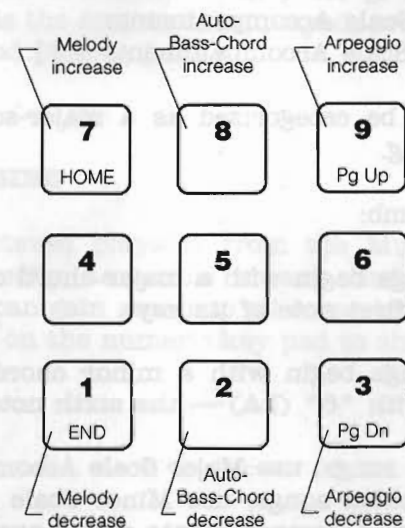 Auto-
Melody Bass-Chord Arpeggio
increase increase increase
7 8 9
HOME Pg Up
4 5 6
1 2 3
END Pg Dn
Auto-
Melody Bass-Chord Arpeggio
decrease decrease decrease